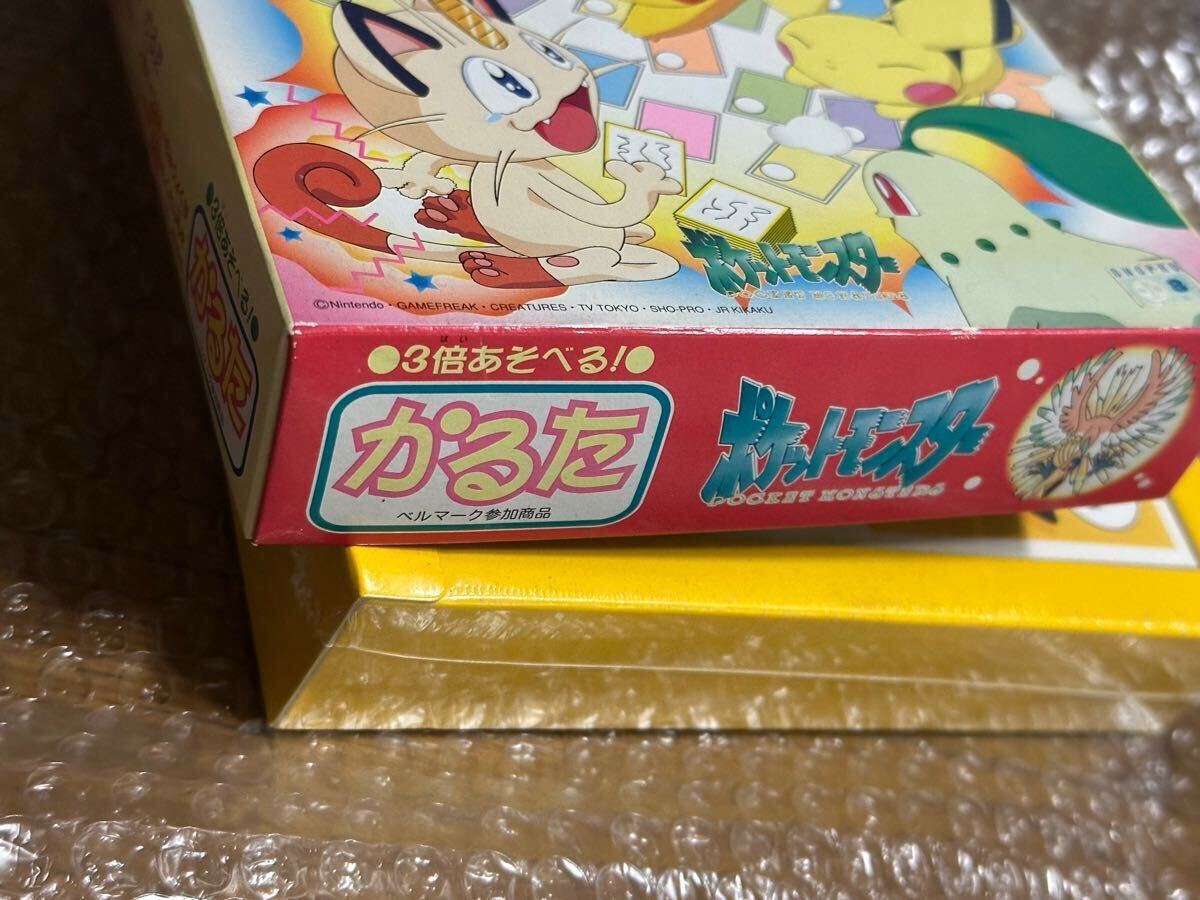 ポケットモンスター
POCKET MONSTERS
©Nintendo・GAMEFREAK・CREATURES・TV TOKYO・SHO-PRO・JR KIKAKU
●3倍あそべる!●
ばい
かるた
ベルマーク参加商品
ポケットモンスター
POCKET MONSTERS
●3倍あそべる!●
かるた